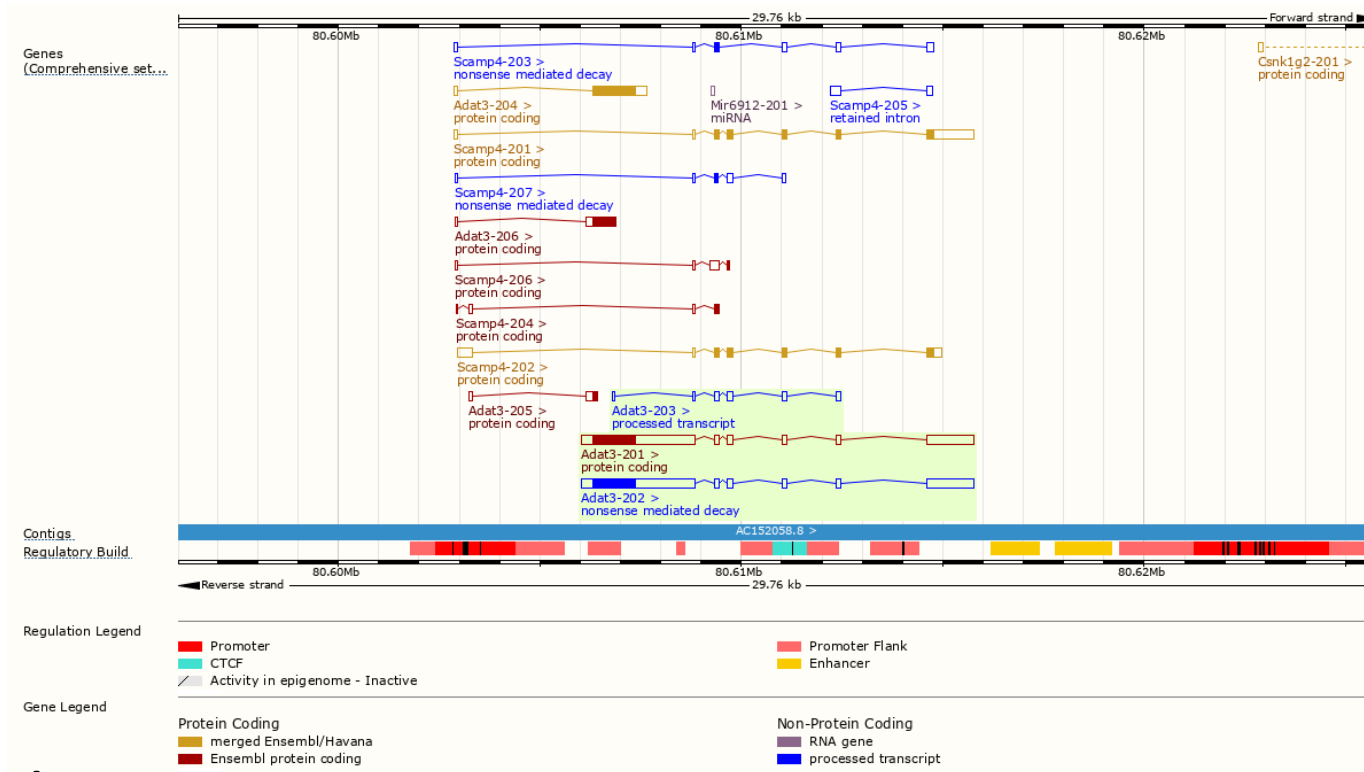 29.76 kb
Forward strand
80.60Mb 80.61Mb 80.62Mb
Genes
(Comprehensive set...
Scamp4-203 >
nonsense mediated decay
Csnk1g2-201 >
protein coding
Adat3-204 >
protein coding
Mir6912-201 >
miRNA
Scamp4-205 >
retained intron
Scamp4-201 >
protein coding
Scamp4-207 >
nonsense mediated decay
Adat3-206 >
protein coding
Scamp4-206 >
protein coding
Scamp4-204 >
protein coding
Scamp4-202 >
protein coding
Adat3-205 >
protein coding
Adat3-203 >
processed transcript
Adat3-201 >
protein coding
Adat3-202 >
nonsense mediated decay
Contigs
AC152058.8 >
Regulatory Build
80.60Mb 80.61Mb 80.62Mb
Reverse strand
29.76 kb
Regulation Legend
Promoter
Promoter Flank
CTCF
Enhancer
Activity in epigenome - Inactive
Gene Legend
Protein Coding
Non-Protein Coding
merged Ensembl/Havana
RNA gene
Ensembl protein coding
processed transcript